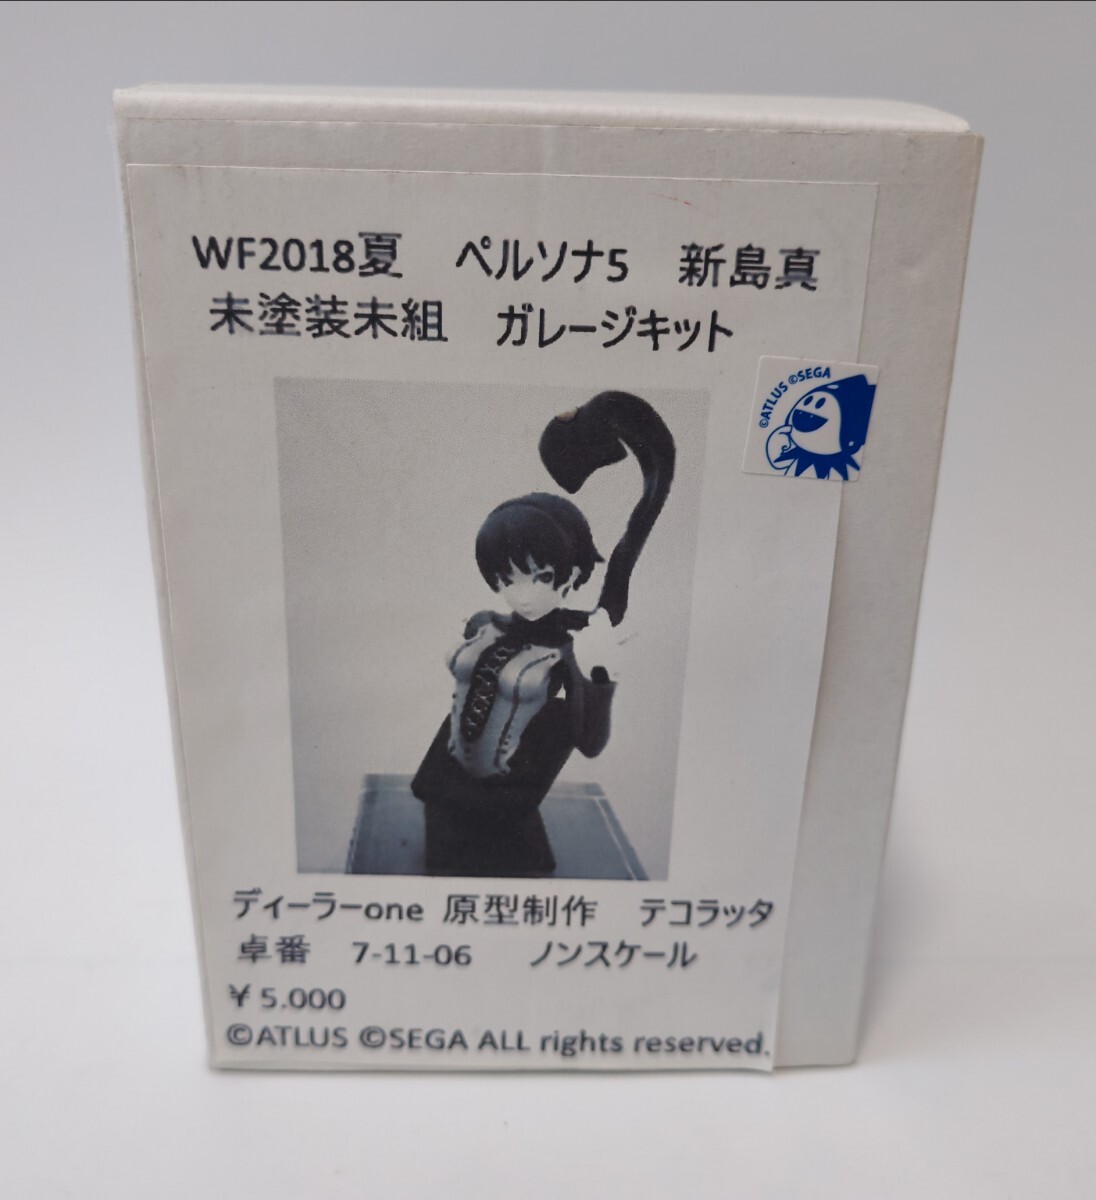 WF2018夏　ペルソナ5　新島真
未塗装未組　ガレージキット
©ATLUS ©SEGA
ディーラーone 原型制作　テコラッタ
卓番　7-11-06　ノンスケール
￥5.000
©ATLUS ©SEGA ALL rights reserved.